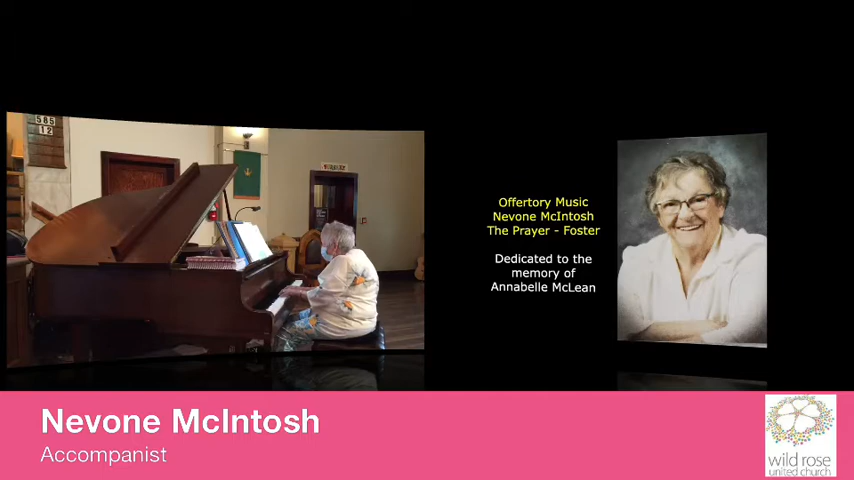 585
12
Offertory Music
Nevone McIntosh
The Prayer - Foster
Dedicated to the
memory of
Annabelle McLean
Nevone McIntosh
Accompanist
wild rose
united church